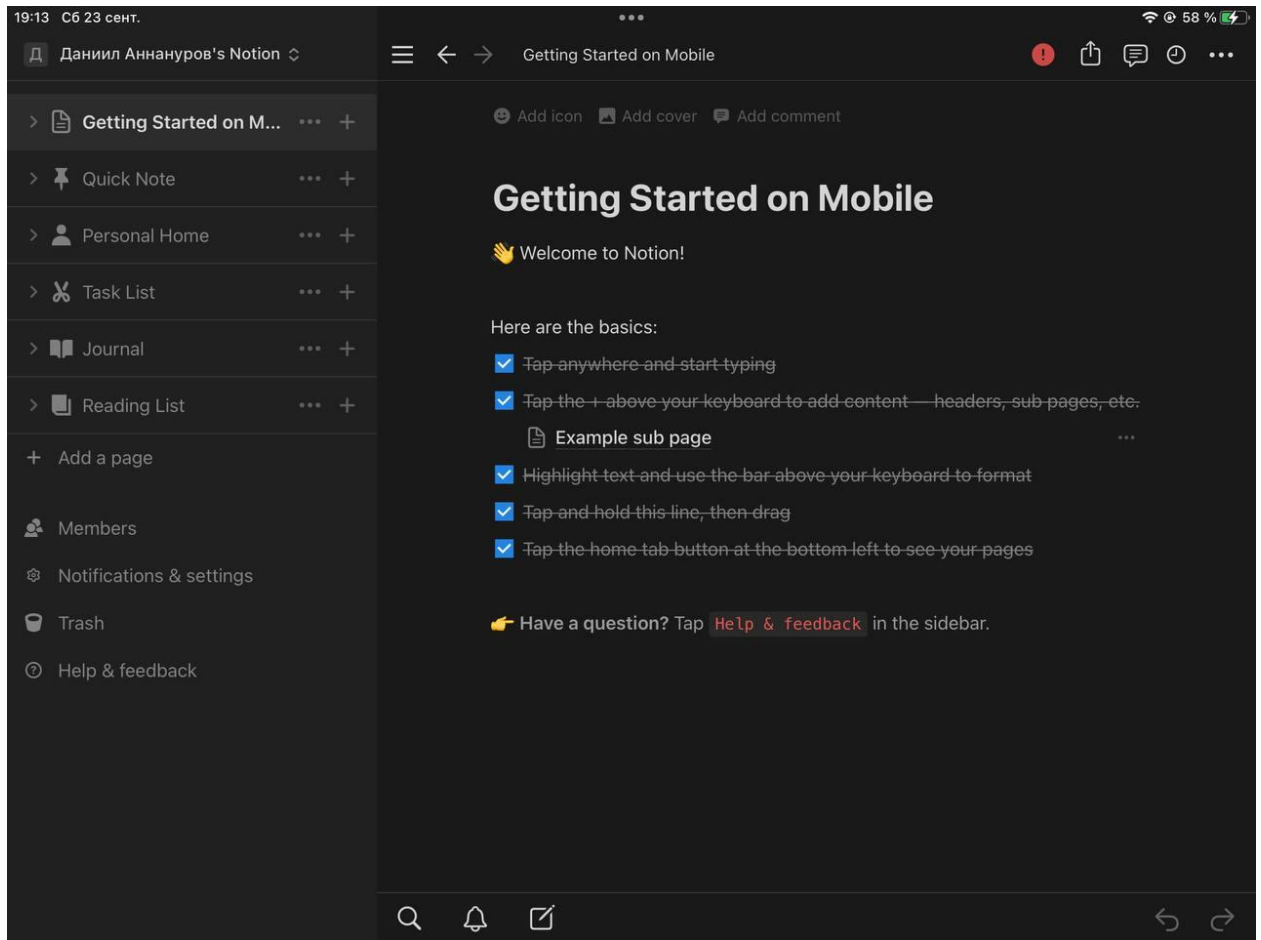 19:13 Сб 23 сент.
58 %
Д Даниил Аннануров's Notion
Getting Started on Mobile
Getting Started on M...
Quick Note
Personal Home
Task List
Journal
Reading List
Add a page
Members
Notifications & settings
Trash
Help & feedback
Add icon Add cover Add comment
Getting Started on Mobile
👋 Welcome to Notion!
Here are the basics:
Tap anywhere and start typing
Tap the + above your keyboard to add content — headers, sub pages, etc.
Example sub page
Highlight text and use the bar above your keyboard to format
Tap and hold this line, then drag
Tap the home tab button at the bottom left to see your pages
👉 Have a question? Tap Help & feedback in the sidebar.